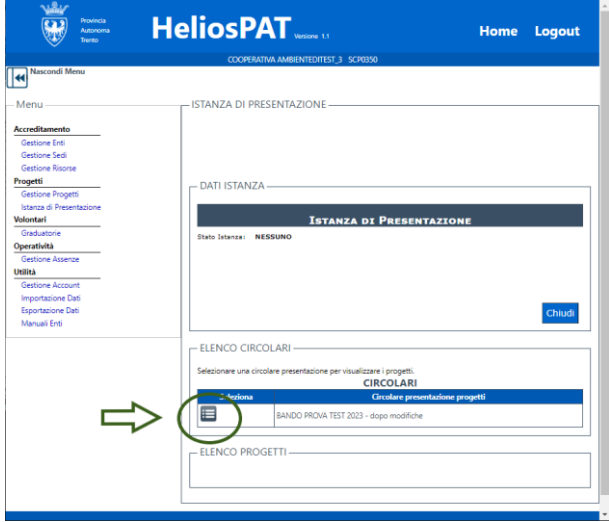 Provincia
Autonoma
Trento
HeliosPAT Versione 1.1
Home Logout
COOPERATIVA AMBIENTEDITEST_3 SCP0350
Nascondi Menu
Menu
Accreditamento
Gestione Enti
Gestione Sedi
Gestione Risorse
Progetti
Gestione Progetti
Istanza di Presentazione
Volontari
Graduatorie
Operatività
Gestione Assenze
Utilità
Gestione Account
Importazione Dati
Esportazione Dati
Manuali Enti
ISTANZA DI PRESENTAZIONE
DATI ISTANZA
ISTANZA DI PRESENTAZIONE
Stato Istanza: NESSUNO
Chiudi
ELENCO CIRCOLARI
Selezionare una circolare presentazione per visualizzare i progetti.
CIRCOLARI
Seleziona Circolare presentazione progetti
BANDO PROVA TEST 2023 - dopo modifiche
ELENCO PROGETTI